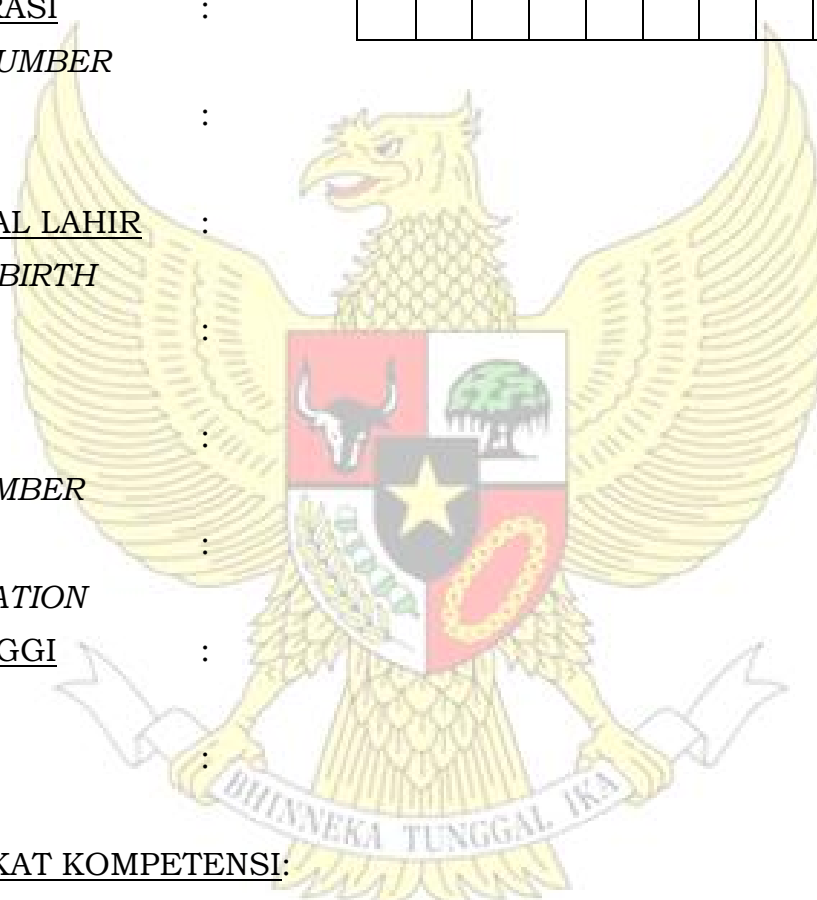 RASI :
UMBER
:
AL LAHIR :
BIRTH
:
:
MBER
:
ATION
GGI :
:
BHINNEKA TUNGGAL IKA
KAT KOMPETENSI: